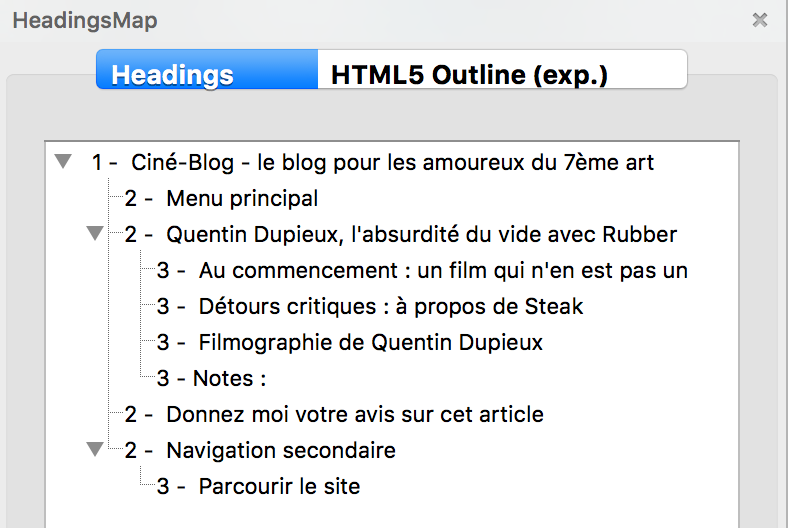 HeadingsMap
Headings HTML5 Outline (exp.)
1 - Ciné-Blog - le blog pour les amoureux du 7ème art
2 - Menu principal
2 - Quentin Dupieux, l'absurdité du vide avec Rubber
3 - Au commencement : un film qui n'en est pas un
3 - Détours critiques : à propos de Steak
3 - Filmographie de Quentin Dupieux
3 - Notes :
2 - Donnez moi votre avis sur cet article
2 - Navigation secondaire
3 - Parcourir le site